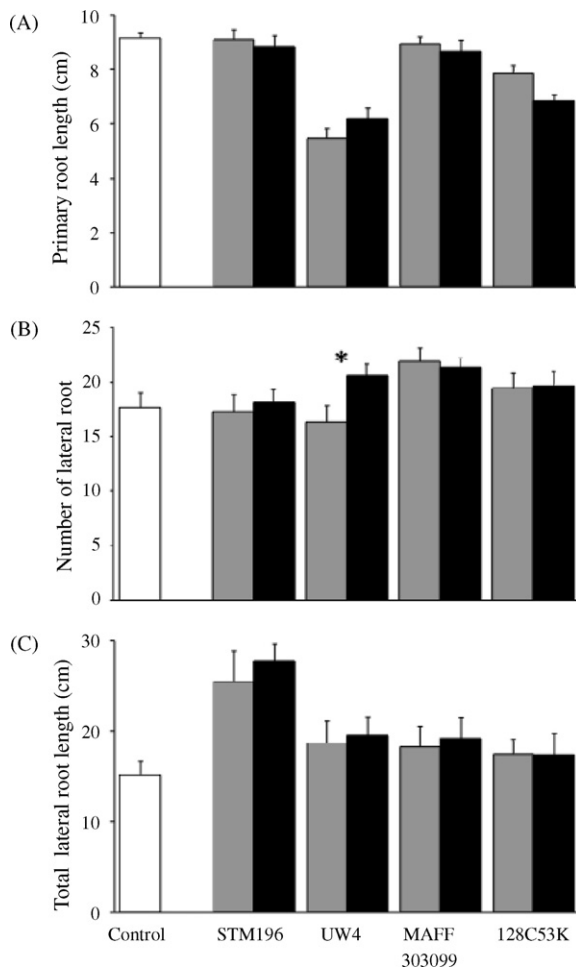 (A)
Primary root length (cm)
10
8
6
4
2
0
(B)
Number of lateral root
25
20
15
10
5
0
*
(C)
Total lateral root length (cm)
30
20
10
0
Control
STM196
UW4
MAFF
303099
128C53K